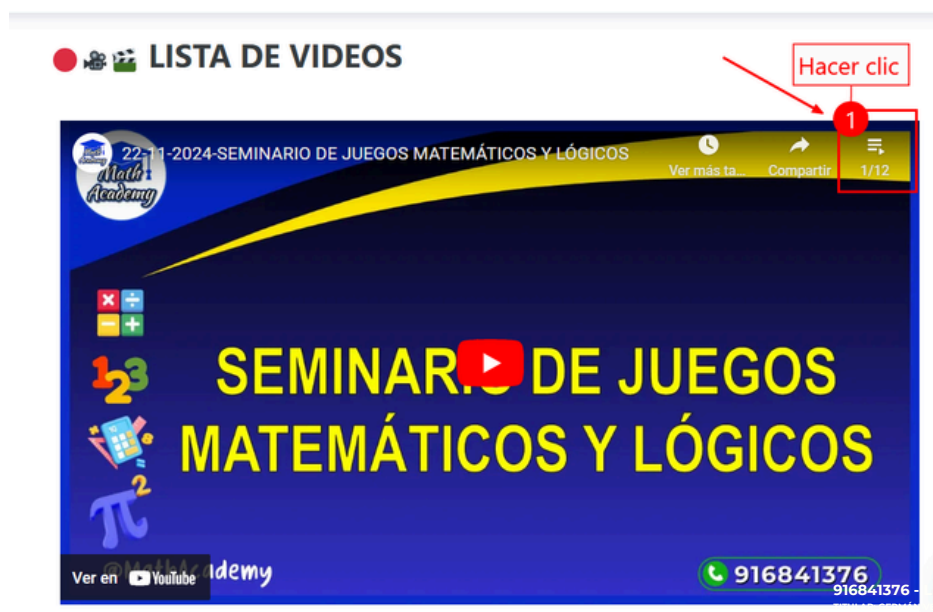 LISTA DE VIDEOS
Hacer clic
1
22-11-2024-SEMINARIO DE JUEGOS MATEMÁTICOS Y LÓGICOS
Ver más ta...
Compartir
1/12
Math
Academy
SEMINARIO DE JUEGOS
MATEMÁTICOS Y LÓGICOS
Ver en YouTube
916841376
916841376 -